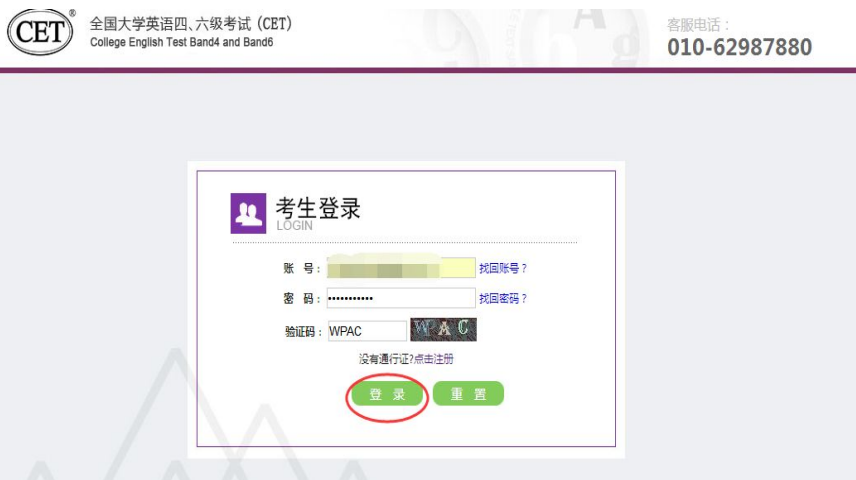 CET®
全国大学英语四、六级考试（CET）
College English Test Band4 and Band6
客服电话：
010-62987880
考生登录
LOGIN
账 号：
找回账号？
密 码：
•••••••••••
找回密码？
验证码：WPAC
WPAC
没有通行证?点击注册
登 录
重 置